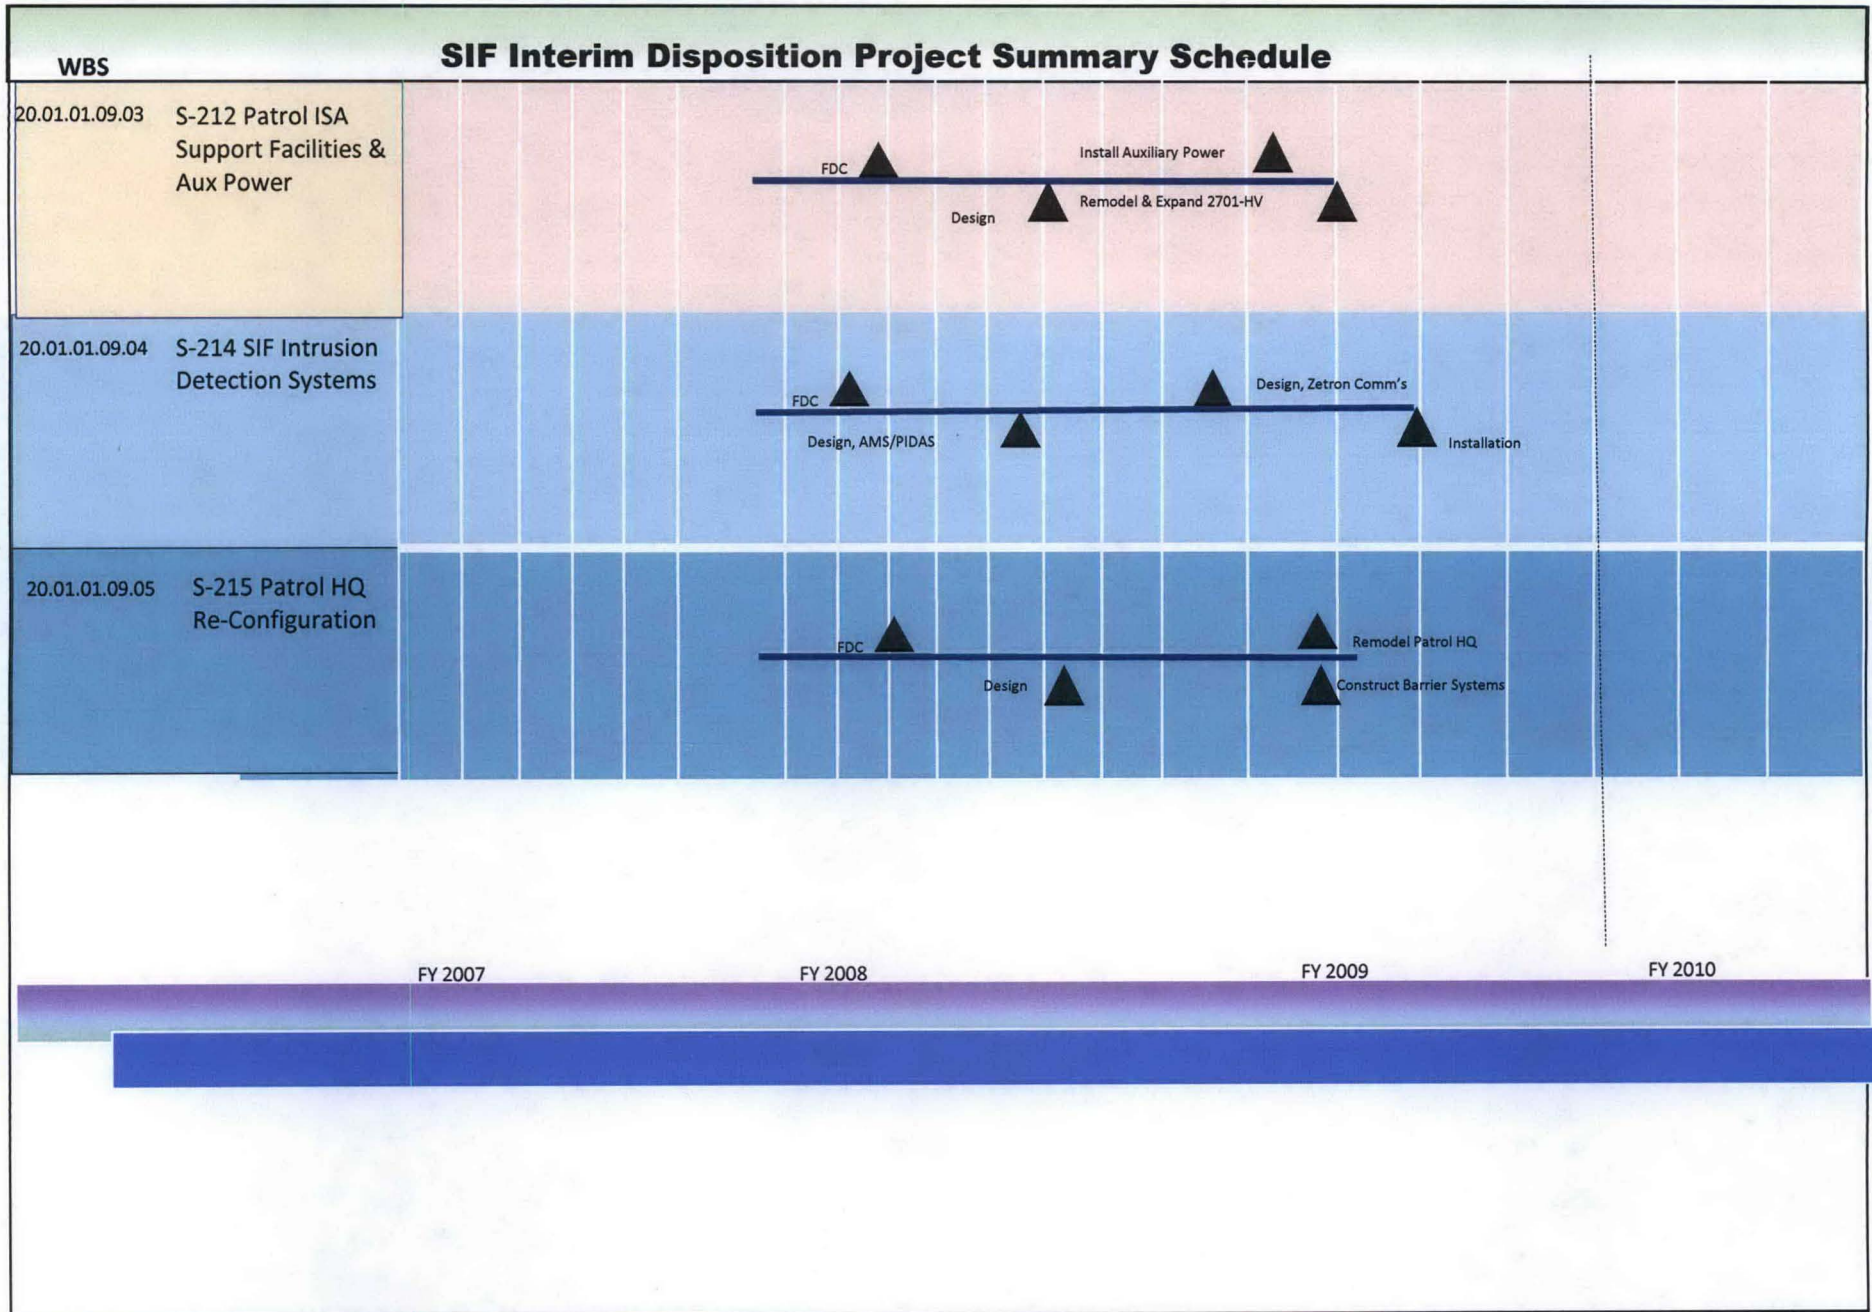 SIF Interim Disposition Project Summary Schedule
WBS
20.01.01.09.03
S-212 Patrol ISA
Support Facilities &
Aux Power
FDC
Install Auxiliary Power
Design
Remodel & Expand 2701-HV
20.01.01.09.04
S-214 SIF Intrusion
Detection Systems
FDC
Design, Zetron Comm's
Design, AMS/PIDAS
Installation
20.01.01.09.05
S-215 Patrol HQ
Re-Configuration
FDC
Remodel Patrol HQ
Design
Construct Barrier Systems
FY 2007
FY 2008
FY 2009
FY 2010